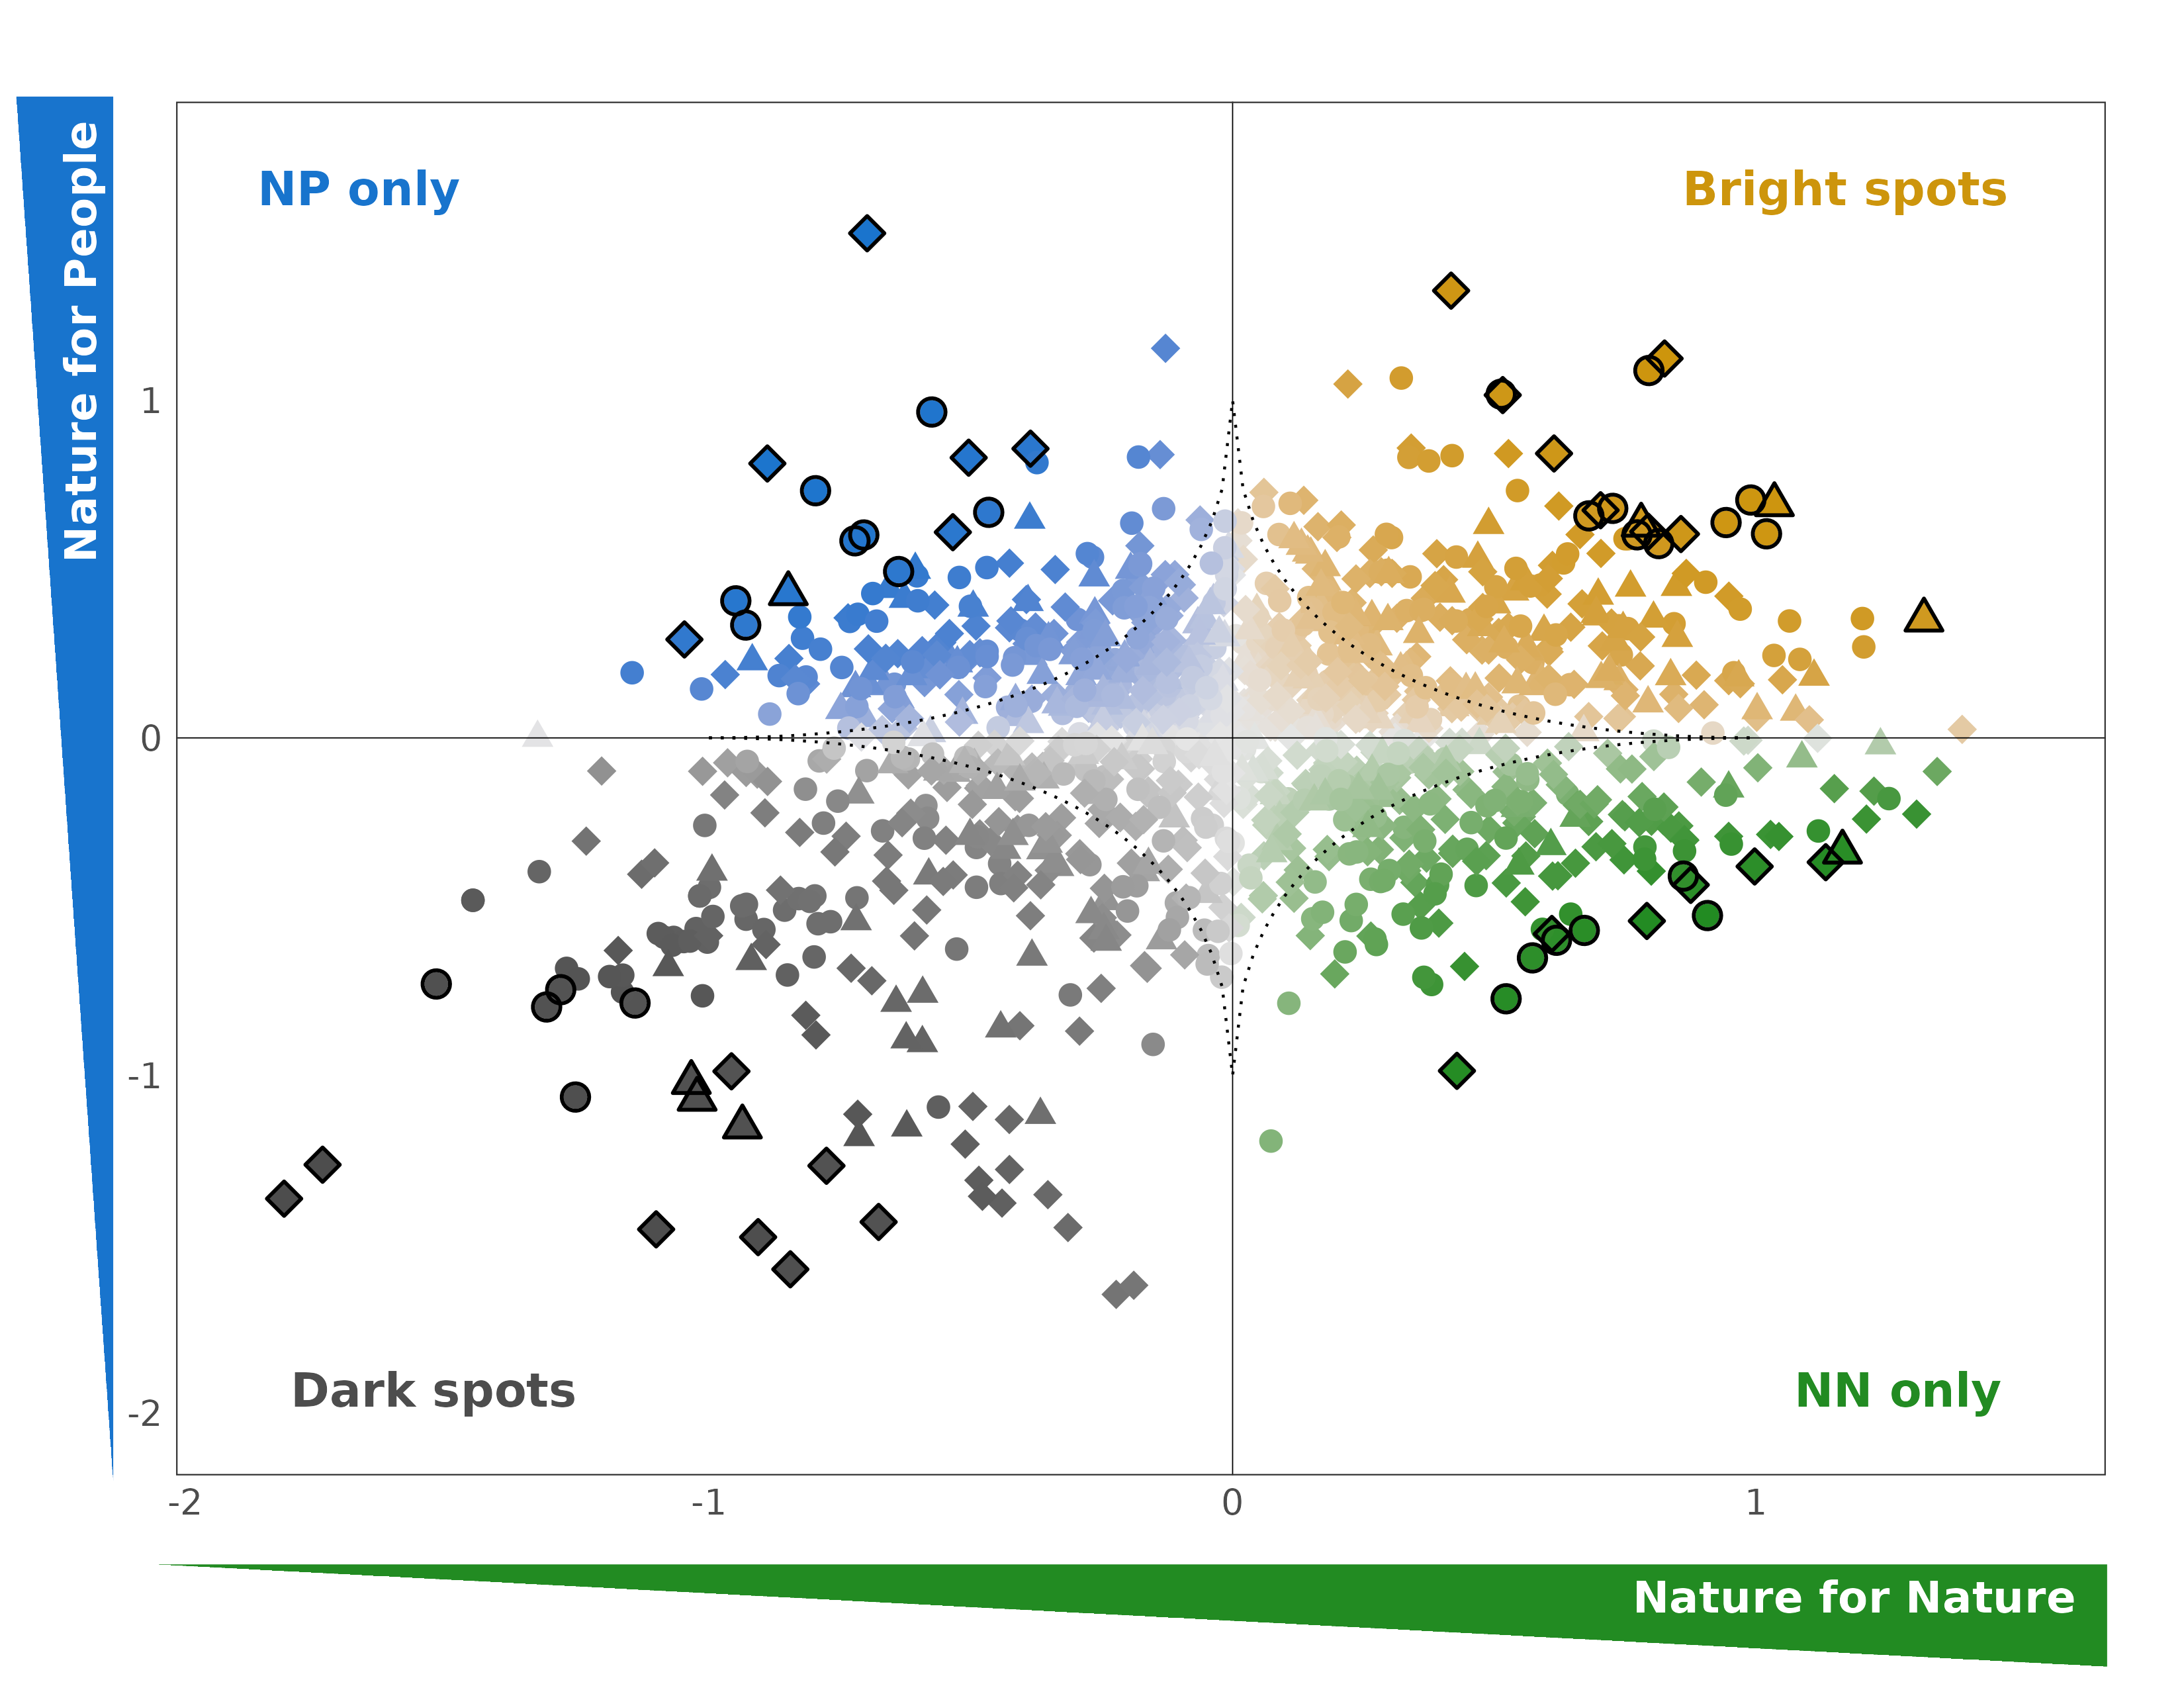 NP only
Bright spots
Nature for People
1
0
-1
-2
Dark spots
NN only
-2
-1
0
1
Nature for Nature